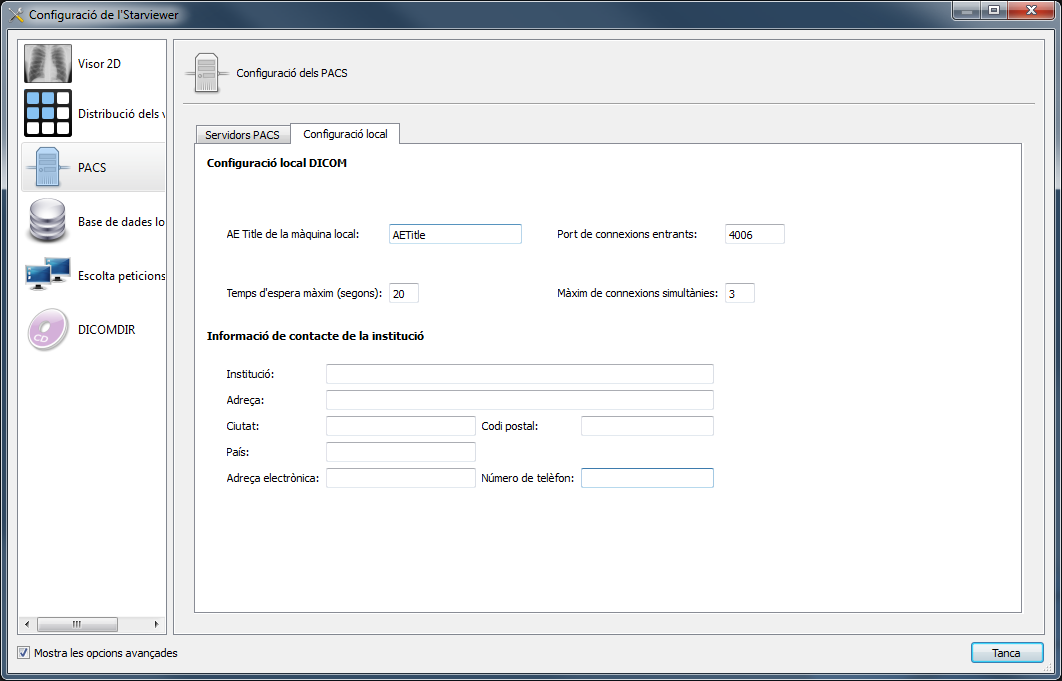 Configuració de l'Starviewer
Visor 2D
Distribució dels v
PACS
Base de dades lo
Escolta peticions
DICOMDIR
CD
Configuració dels PACS
Servidors PACS
Configuració local
Configuració local DICOM
AE Title de la màquina local: AETitle Port de connexions entrants: 4006
Temps d'espera màxim (segons): 20 Màxim de connexions simultànies: 3
Informació de contacte de la institució
Institució:
Adreça:
Ciutat: Codi postal:
País:
Adreça electrònica: Número de telèfon:
Mostra les opcions avançades
Tanca